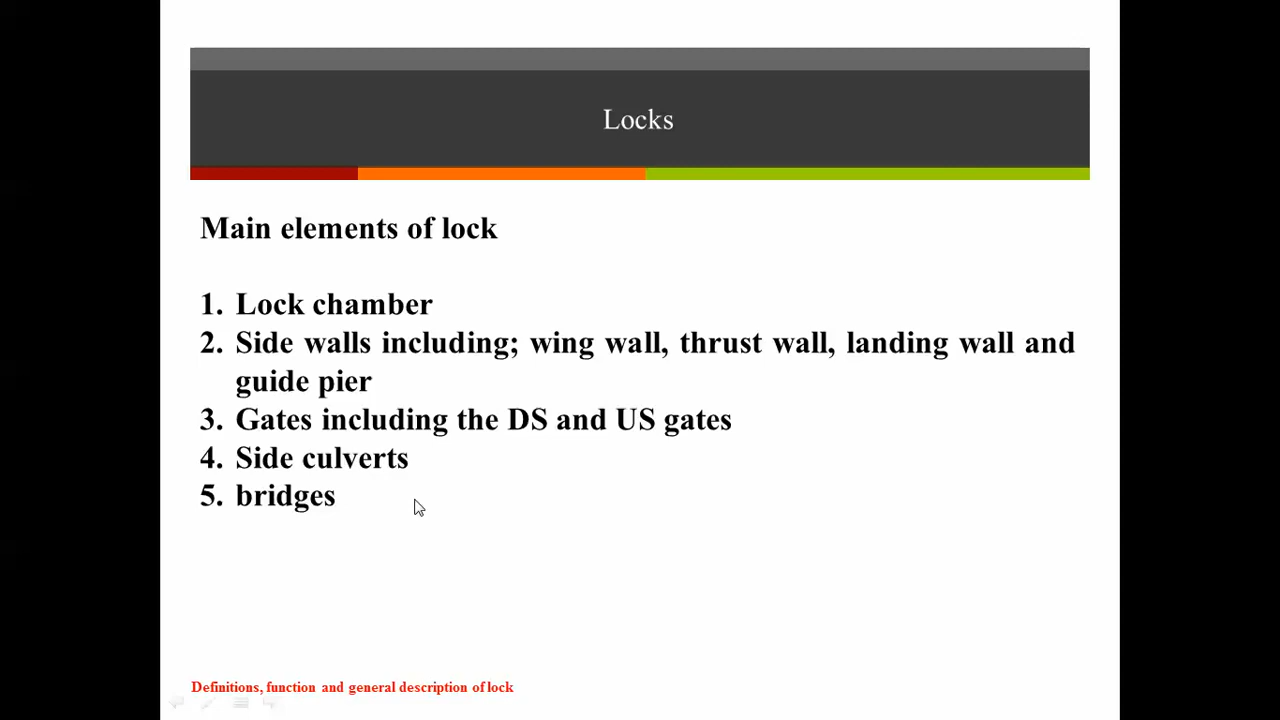 Locks
Main elements of lock
1. Lock chamber
2. Side walls including; wing wall, thrust wall, landing wall and
guide pier
3. Gates including the DS and US gates
4. Side culverts
5. bridges
Definitions, function and general description of lock